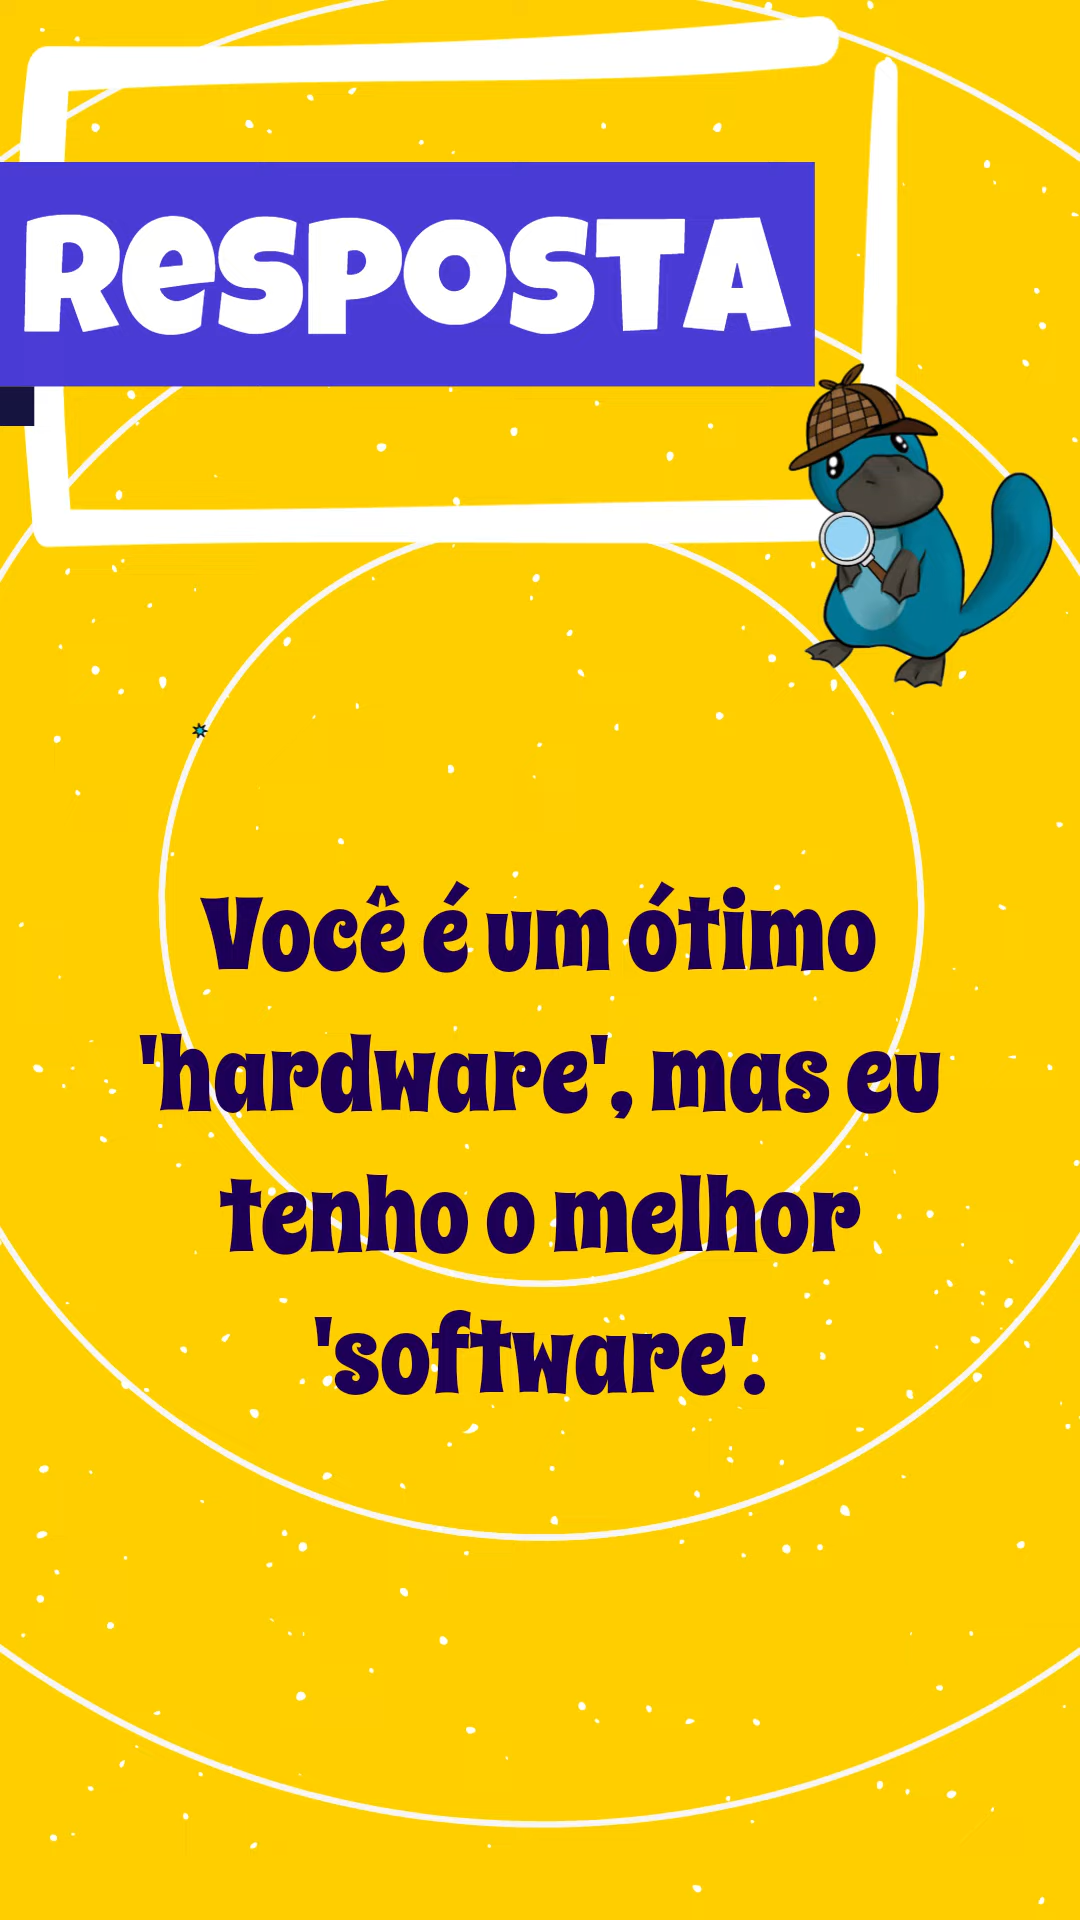 RESPOSTA
Você é um ótimo
'hardware', mas eu
tenho o melhor
'software'.